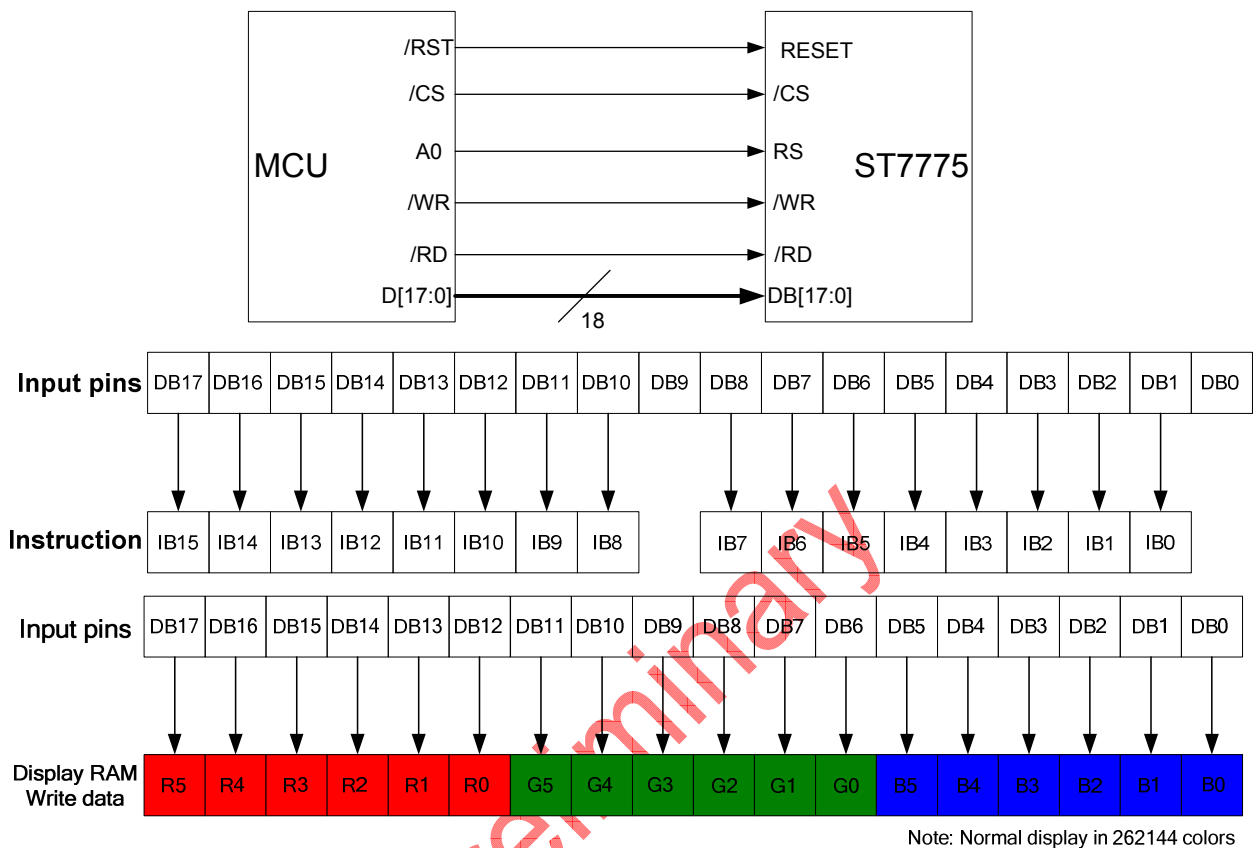 /RST RESET
/CS /CS
MCU A0 RS ST7775
/WR /WR
/RD /RD
D[17:0] DB[17:0]
18
Input pins DB17 DB16 DB15 DB14 DB13 DB12 DB11 DB10 DB9 DB8 DB7 DB6 DB5 DB4 DB3 DB2 DB1 DB0
Instruction IB15 IB14 IB13 IB12 IB11 IB10 IB9 IB8 IB7 IB6 IB5 IB4 IB3 IB2 IB1 IB0
Input pins DB17 DB16 DB15 DB14 DB13 DB12 DB11 DB10 DB9 DB8 DB7 DB6 DB5 DB4 DB3 DB2 DB1 DB0
Display RAM
Write data
R5 R4 R3 R2 R1 R0 G5 G4 G3 G2 G1 G0 B5 B4 B3 B2 B1 B0
Note: Normal display in 262144 colors
eliminary